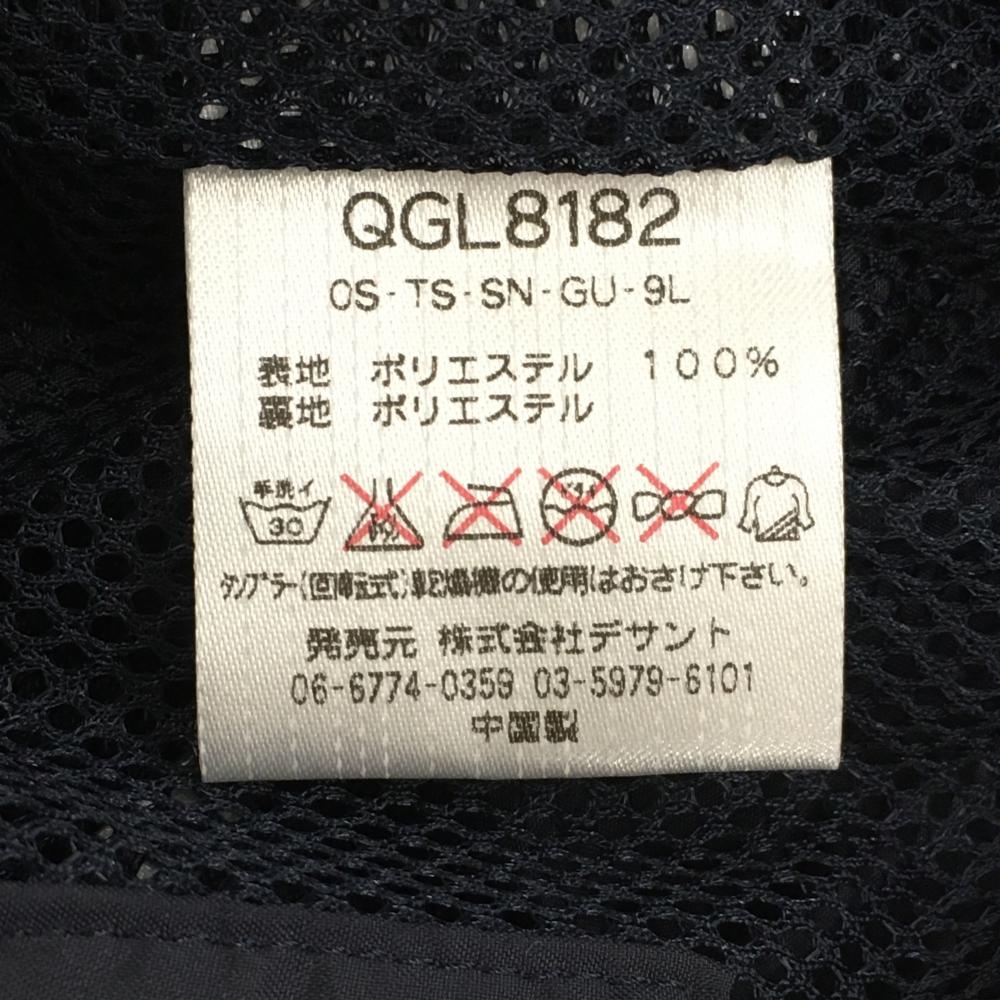 QGL8182
OS-TS-SN-GU-9L
表地 ポリエステル 100%
裏地 ポリエステル
手洗イ
30
タンブラー(回転式)乾燥機の使用はおさけ下さい。
発売元 株式会社デサント
06-6774-0359 03-5979-6101
中国製